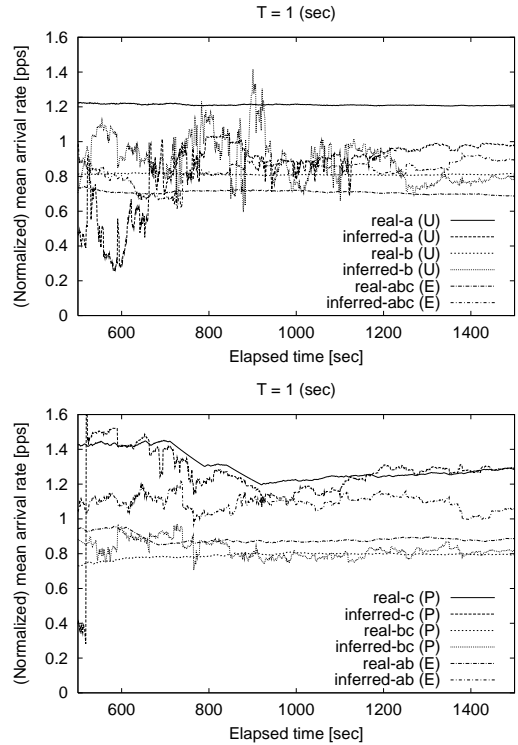 T = 1 (sec)
(Normalized) mean arrival rate [pps]
1.6
1.4
1.2
1
0.8
0.6
0.4
0.2
0
real-a (U)
inferred-a (U)
real-b (U)
inferred-b (U)
real-abc (E)
inferred-abc (E)
600 800 1000 1200 1400
Elapsed time [sec]
T = 1 (sec)
(Normalized) mean arrival rate [pps]
1.6
1.4
1.2
1
0.8
0.6
0.4
0.2
0
real-c (P)
inferred-c (P)
real-bc (P)
inferred-bc (P)
real-ab (E)
inferred-ab (E)
600 800 1000 1200 1400
Elapsed time [sec]